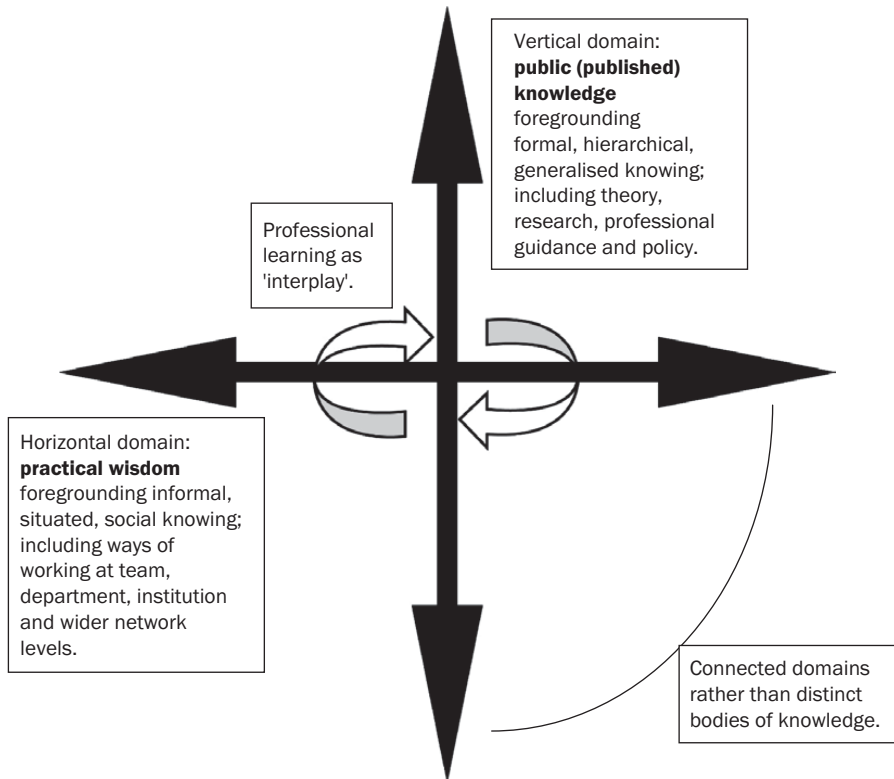 Vertical domain:
public (published)
knowledge
foregrounding
formal, hierarchical,
generalised knowing;
including theory,
research, professional
guidance and policy.
Professional
learning as
'interplay'.
Horizontal domain:
practical wisdom
foregrounding informal,
situated, social knowing;
including ways of
working at team,
department, institution
and wider network
levels.
Connected domains
rather than distinct
bodies of knowledge.